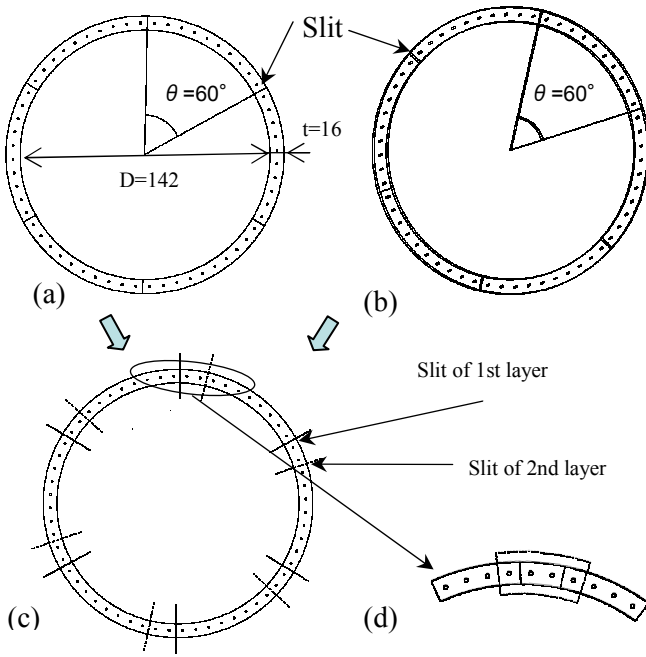 Slit
θ=60°
θ=60°
t=16
D=142
(a)
(b)
Slit of 1st layer
Slit of 2nd layer
(c)
(d)